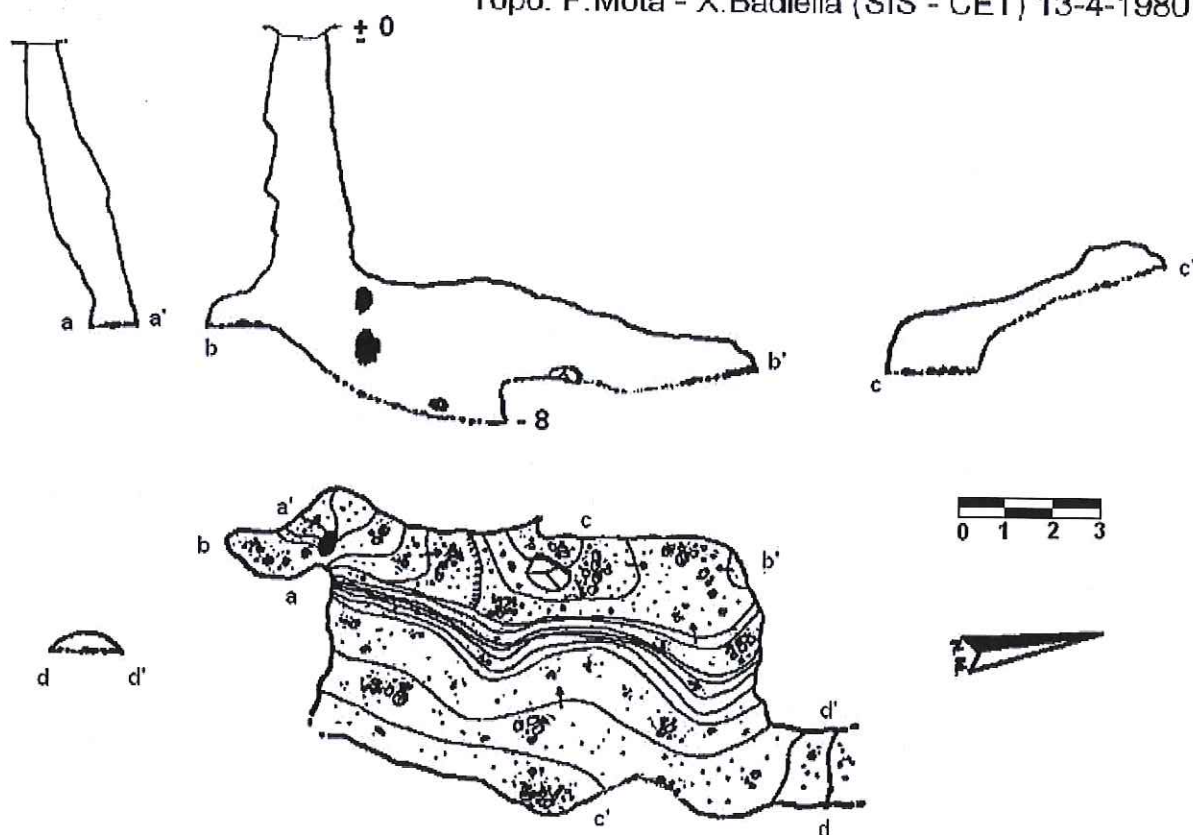 Topo: F.Mota - X.Badiella (SIS - CET) 13-4-1980
± 0
a a'
b
b'
c'
c
- 8
a'
c
b
b'
a
0 1 2 3
d d'
d'
c'
d